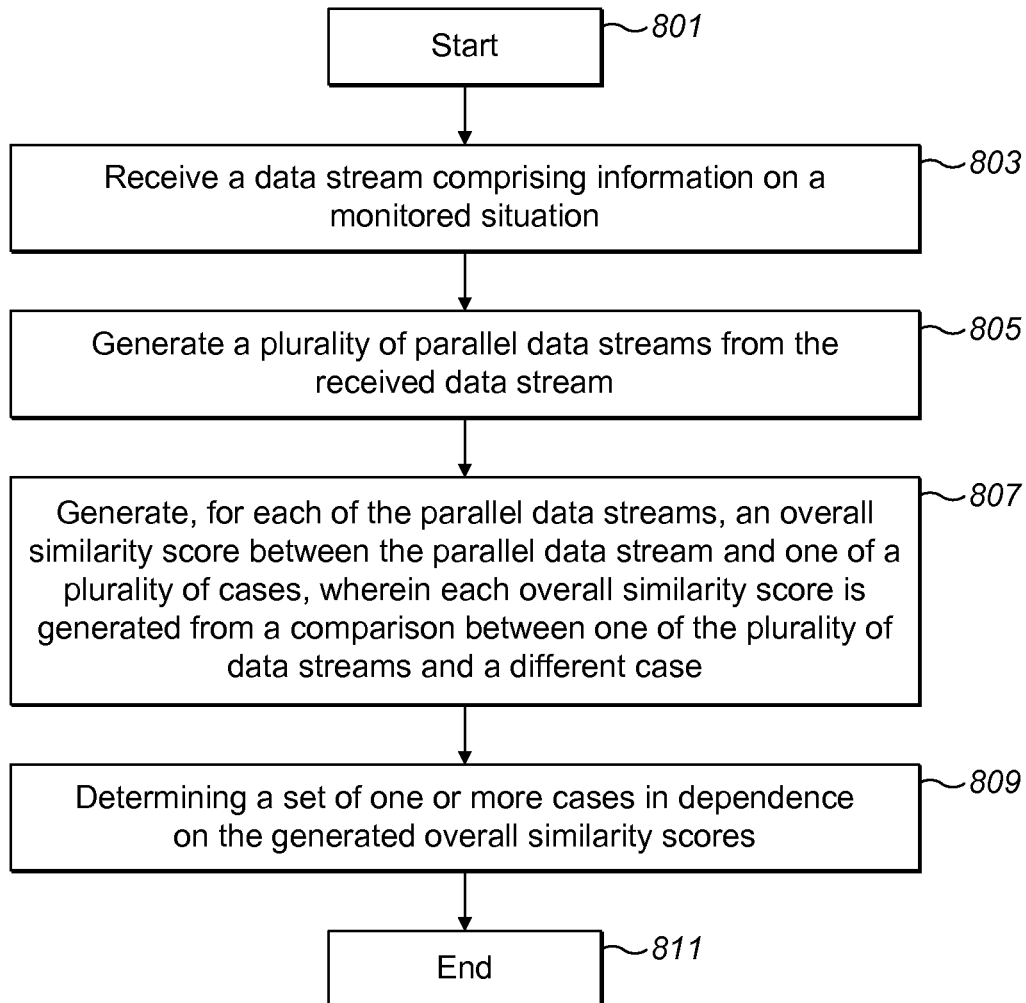 Start
801
Receive a data stream comprising information on a
monitored situation
803
Generate a plurality of parallel data streams from the
received data stream
805
Generate, for each of the parallel data streams, an overall
similarity score between the parallel data stream and one of a
plurality of cases, wherein each overall similarity score is
generated from a comparison between one of the plurality of
data streams and a different case
807
Determining a set of one or more cases in dependence
on the generated overall similarity scores
809
End
811